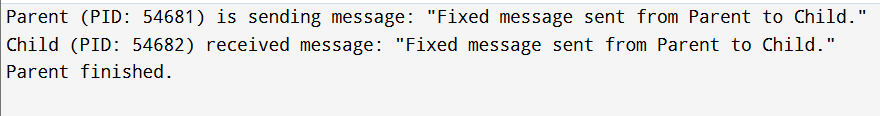 Parent (PID: 54681) is sending message: "Fixed message sent from Parent to Child."
Child (PID: 54682) received message: "Fixed message sent from Parent to Child."
Parent finished.